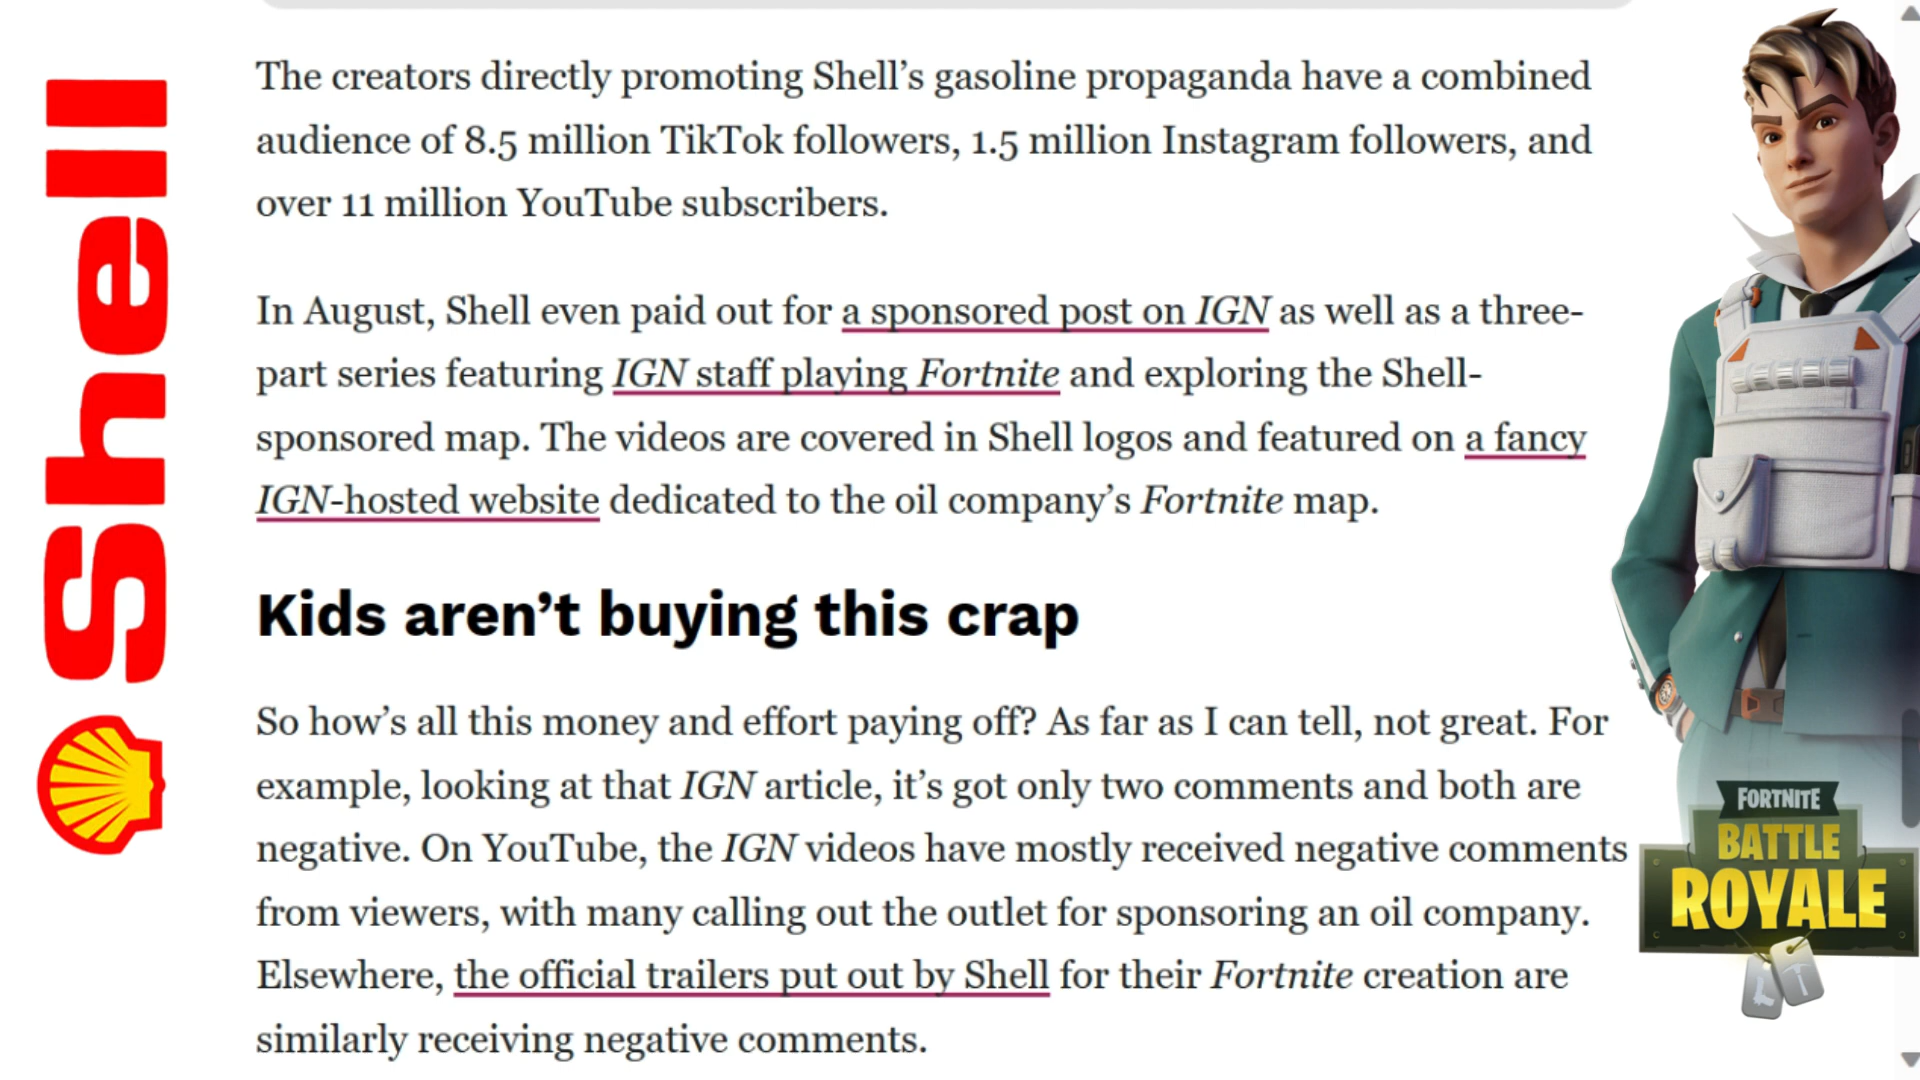 Shell
The creators directly promoting Shell’s gasoline propaganda have a combined
audience of 8.5 million TikTok followers, 1.5 million Instagram followers, and
over 11 million YouTube subscribers.
In August, Shell even paid out for a sponsored post on IGN as well as a three-
part series featuring IGN staff playing Fortnite and exploring the Shell-
sponsored map. The videos are covered in Shell logos and featured on a fancy
IGN-hosted website dedicated to the oil company’s Fortnite map.
Kids aren’t buying this crap
So how’s all this money and effort paying off? As far as I can tell, not great. For
example, looking at that IGN article, it’s got only two comments and both are
negative. On YouTube, the IGN videos have mostly received negative comments
from viewers, with many calling out the outlet for sponsoring an oil company.
Elsewhere, the official trailers put out by Shell for their Fortnite creation are
similarly receiving negative comments.
FORTNITE
BATTLE
ROYALE